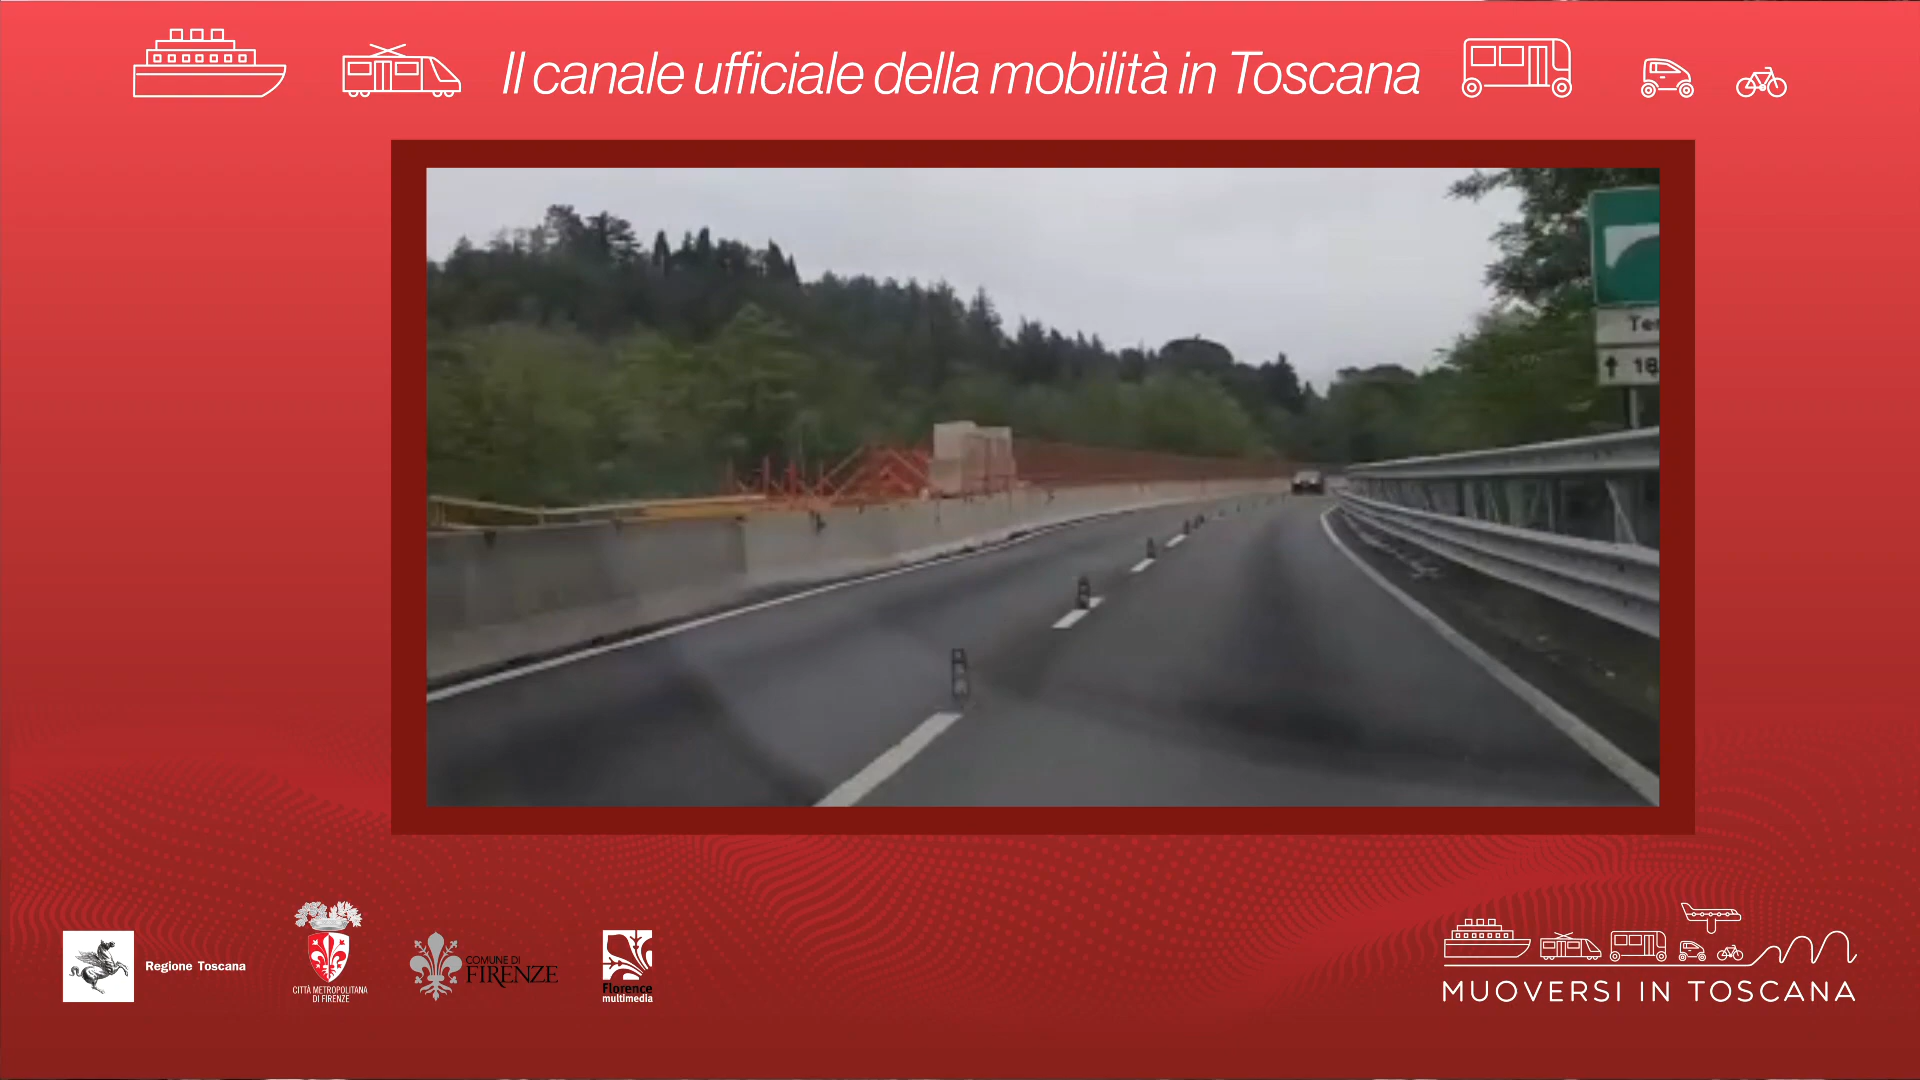 Il canale ufficiale della mobilità in Toscana
Regione Toscana
CITTÀ METROPOLITANA
DI FIRENZE
COMUNE DI
FIRENZE
Florence
multimedia
MUOVERSI IN TOSCANA